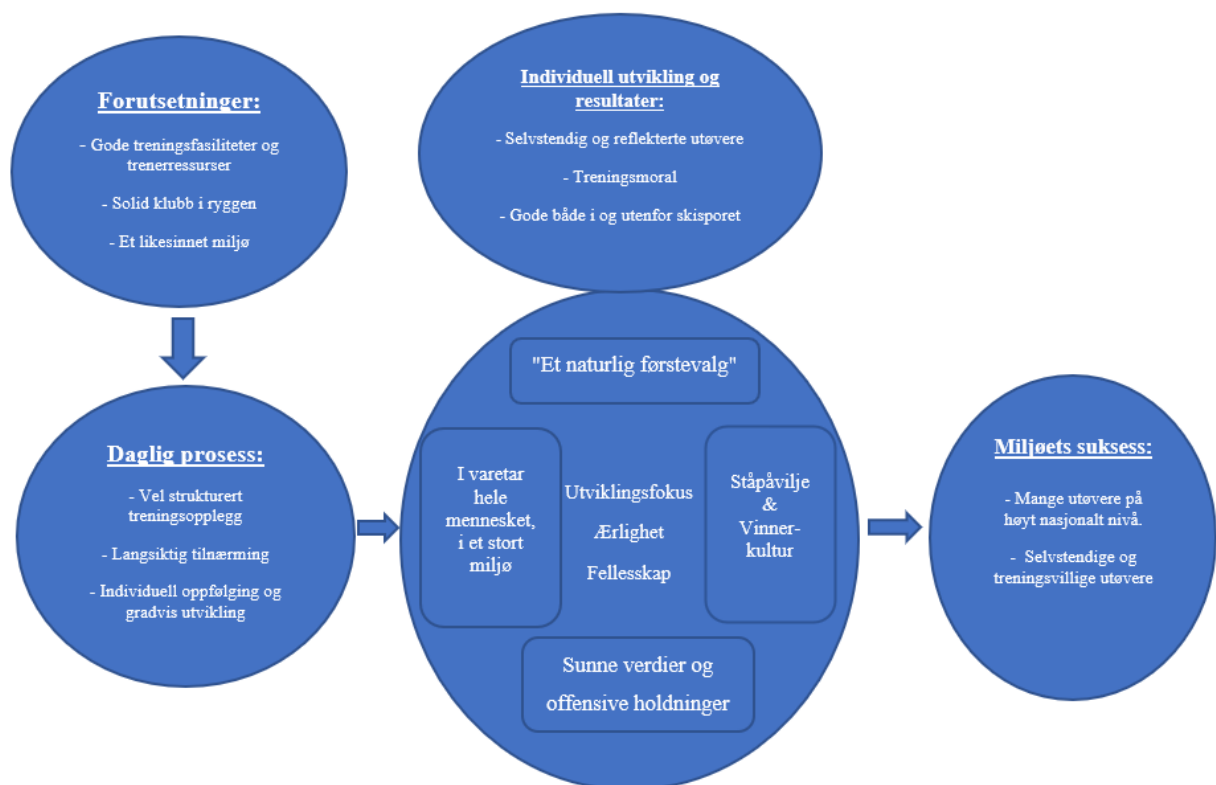 Forutsetninger:
- Gode treningsfasiliteter og
trenerressurser
- Solid klubb i ryggen
- Et likesinnet miljø
Individuell utvikling og
resultater:
- Selvstendig og reflekterte utøvere
- Treningsmoral
- Gode både i og utenfor skisporet
Daglig prosess:
- Vel strukturert
treningsopplegg
- Langsiktig tilnærming
- Individuell oppfølging og
gradvis utvikling
"Et naturlig førstevalg"
I varetar
hele
mennesket,
i et stort
miljø
Utviklingsfokus
Ærlighet
Fellesskap
Ståpåvilje
&
Vinner-
kultur
Sunne verdier og
offensive holdninger
Miljøets suksess:
- Mange utøvere på
høyt nasjonalt nivå.
- Selvstendige og
treningsvillige utøvere